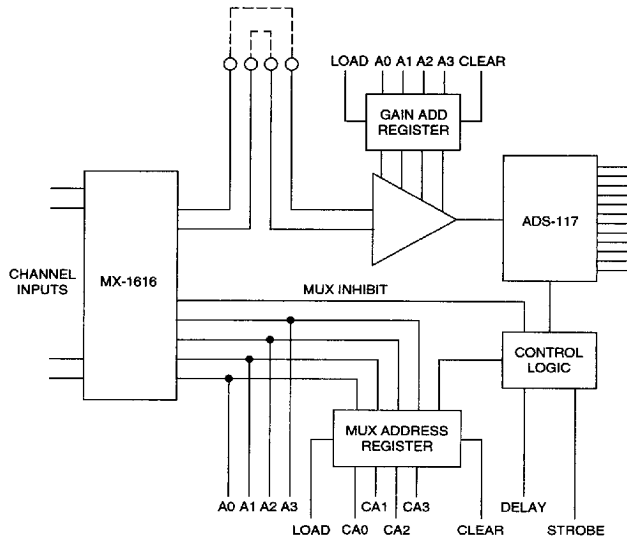 LOAD A0 A1 A2 A3 CLEAR
GAIN ADD
REGISTER
ADS-117
CHANNEL
INPUTS
MX-1616
MUX INHIBIT
CONTROL
LOGIC
MUX ADDRESS
REGISTER
A0 A1 A2 A3
CA1 CA3
DELAY
LOAD CA0 CA2 CLEAR STROBE